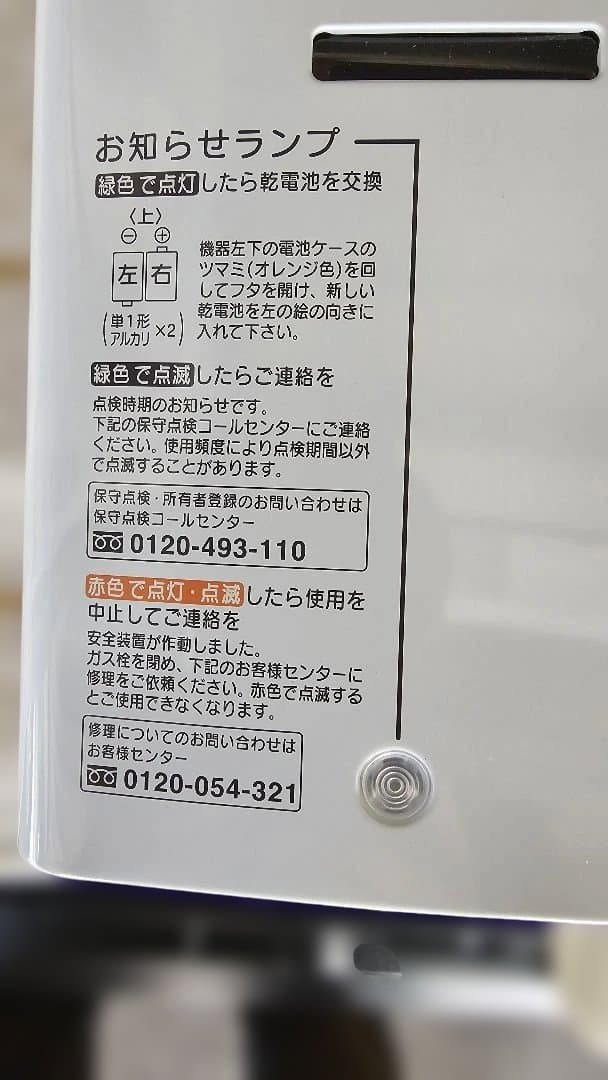 お知らせランプ
緑色で点灯したら乾電池を交換
〈上〉
⊖ ⊕
左 右
(単1形アルカリ×2)
機器左下の電池ケースの
ツマミ(オレンジ色)を回
してフタを開け、新しい
乾電池を左の絵の向きに
入れて下さい。
緑色で点滅したらご連絡を
点検時期のお知らせです。
下記の保守点検コールセンターにご連絡
ください。使用頻度により点検期間以外
で点滅することがあります。
保守点検・所有者登録のお問い合わせは
保守点検コールセンター
0120-493-110
赤色で点灯・点滅したら使用を
中止してご連絡を
安全装置が作動しました。
ガス栓を閉め、下記のお客様センターに
修理をご依頼ください。赤色で点滅する
とご使用できなくなります。
修理についてのお問い合わせは
お客様センター
0120-054-321